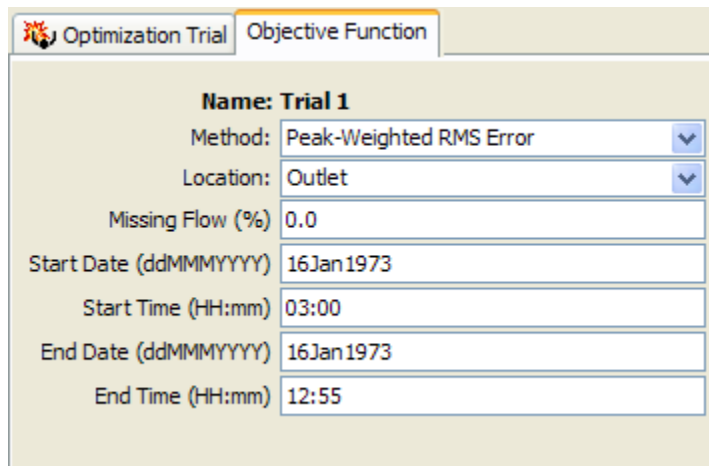 Optimization Trial Objective Function
Name: Trial 1
Method: Peak-Weighted RMS Error
Location: Outlet
Missing Flow (%) 0.0
Start Date (ddMMMYYYY) 16Jan1973
Start Time (HH:mm) 03:00
End Date (ddMMMYYYY) 16Jan1973
End Time (HH:mm) 12:55